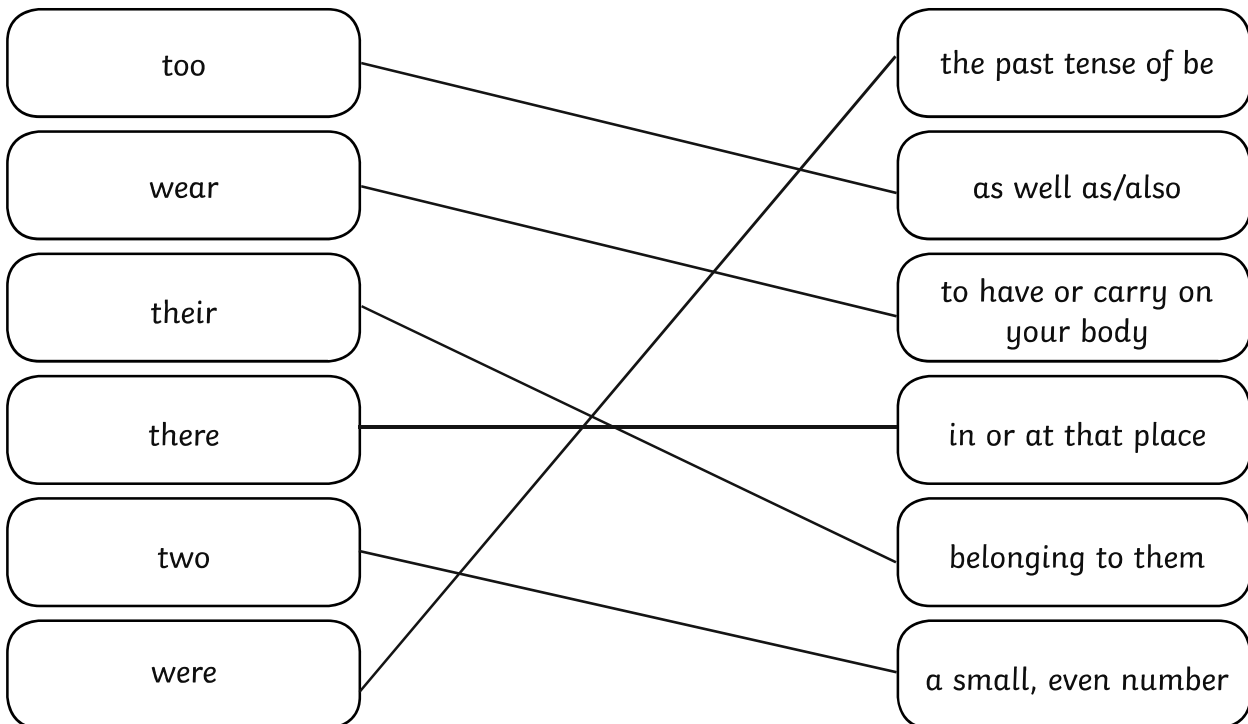 too
wear
their
there
two
were
the past tense of be
as well as/also
to have or carry on
your body
in or at that place
belonging to them
a small, even number